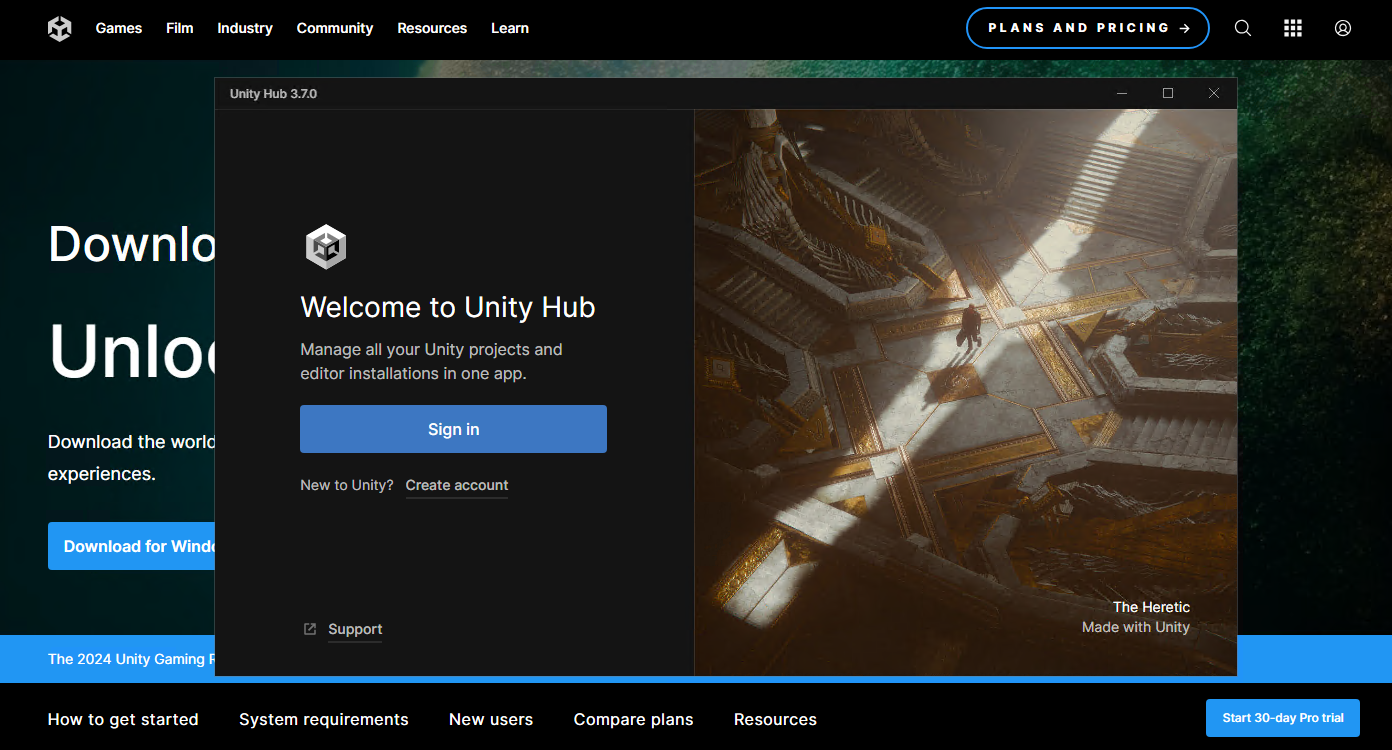 Games Film Industry Community Resources Learn PLANS AND PRICING →
Unity Hub 3.7.0
Downlo
Unlo
Download the world
experiences.
Download for Windo
Welcome to Unity Hub
Manage all your Unity projects and
editor installations in one app.
Sign in
New to Unity? Create account
Support
The Heretic
Made with Unity
The 2024 Unity Gaming R
How to get started System requirements New users Compare plans Resources Start 30-day Pro trial